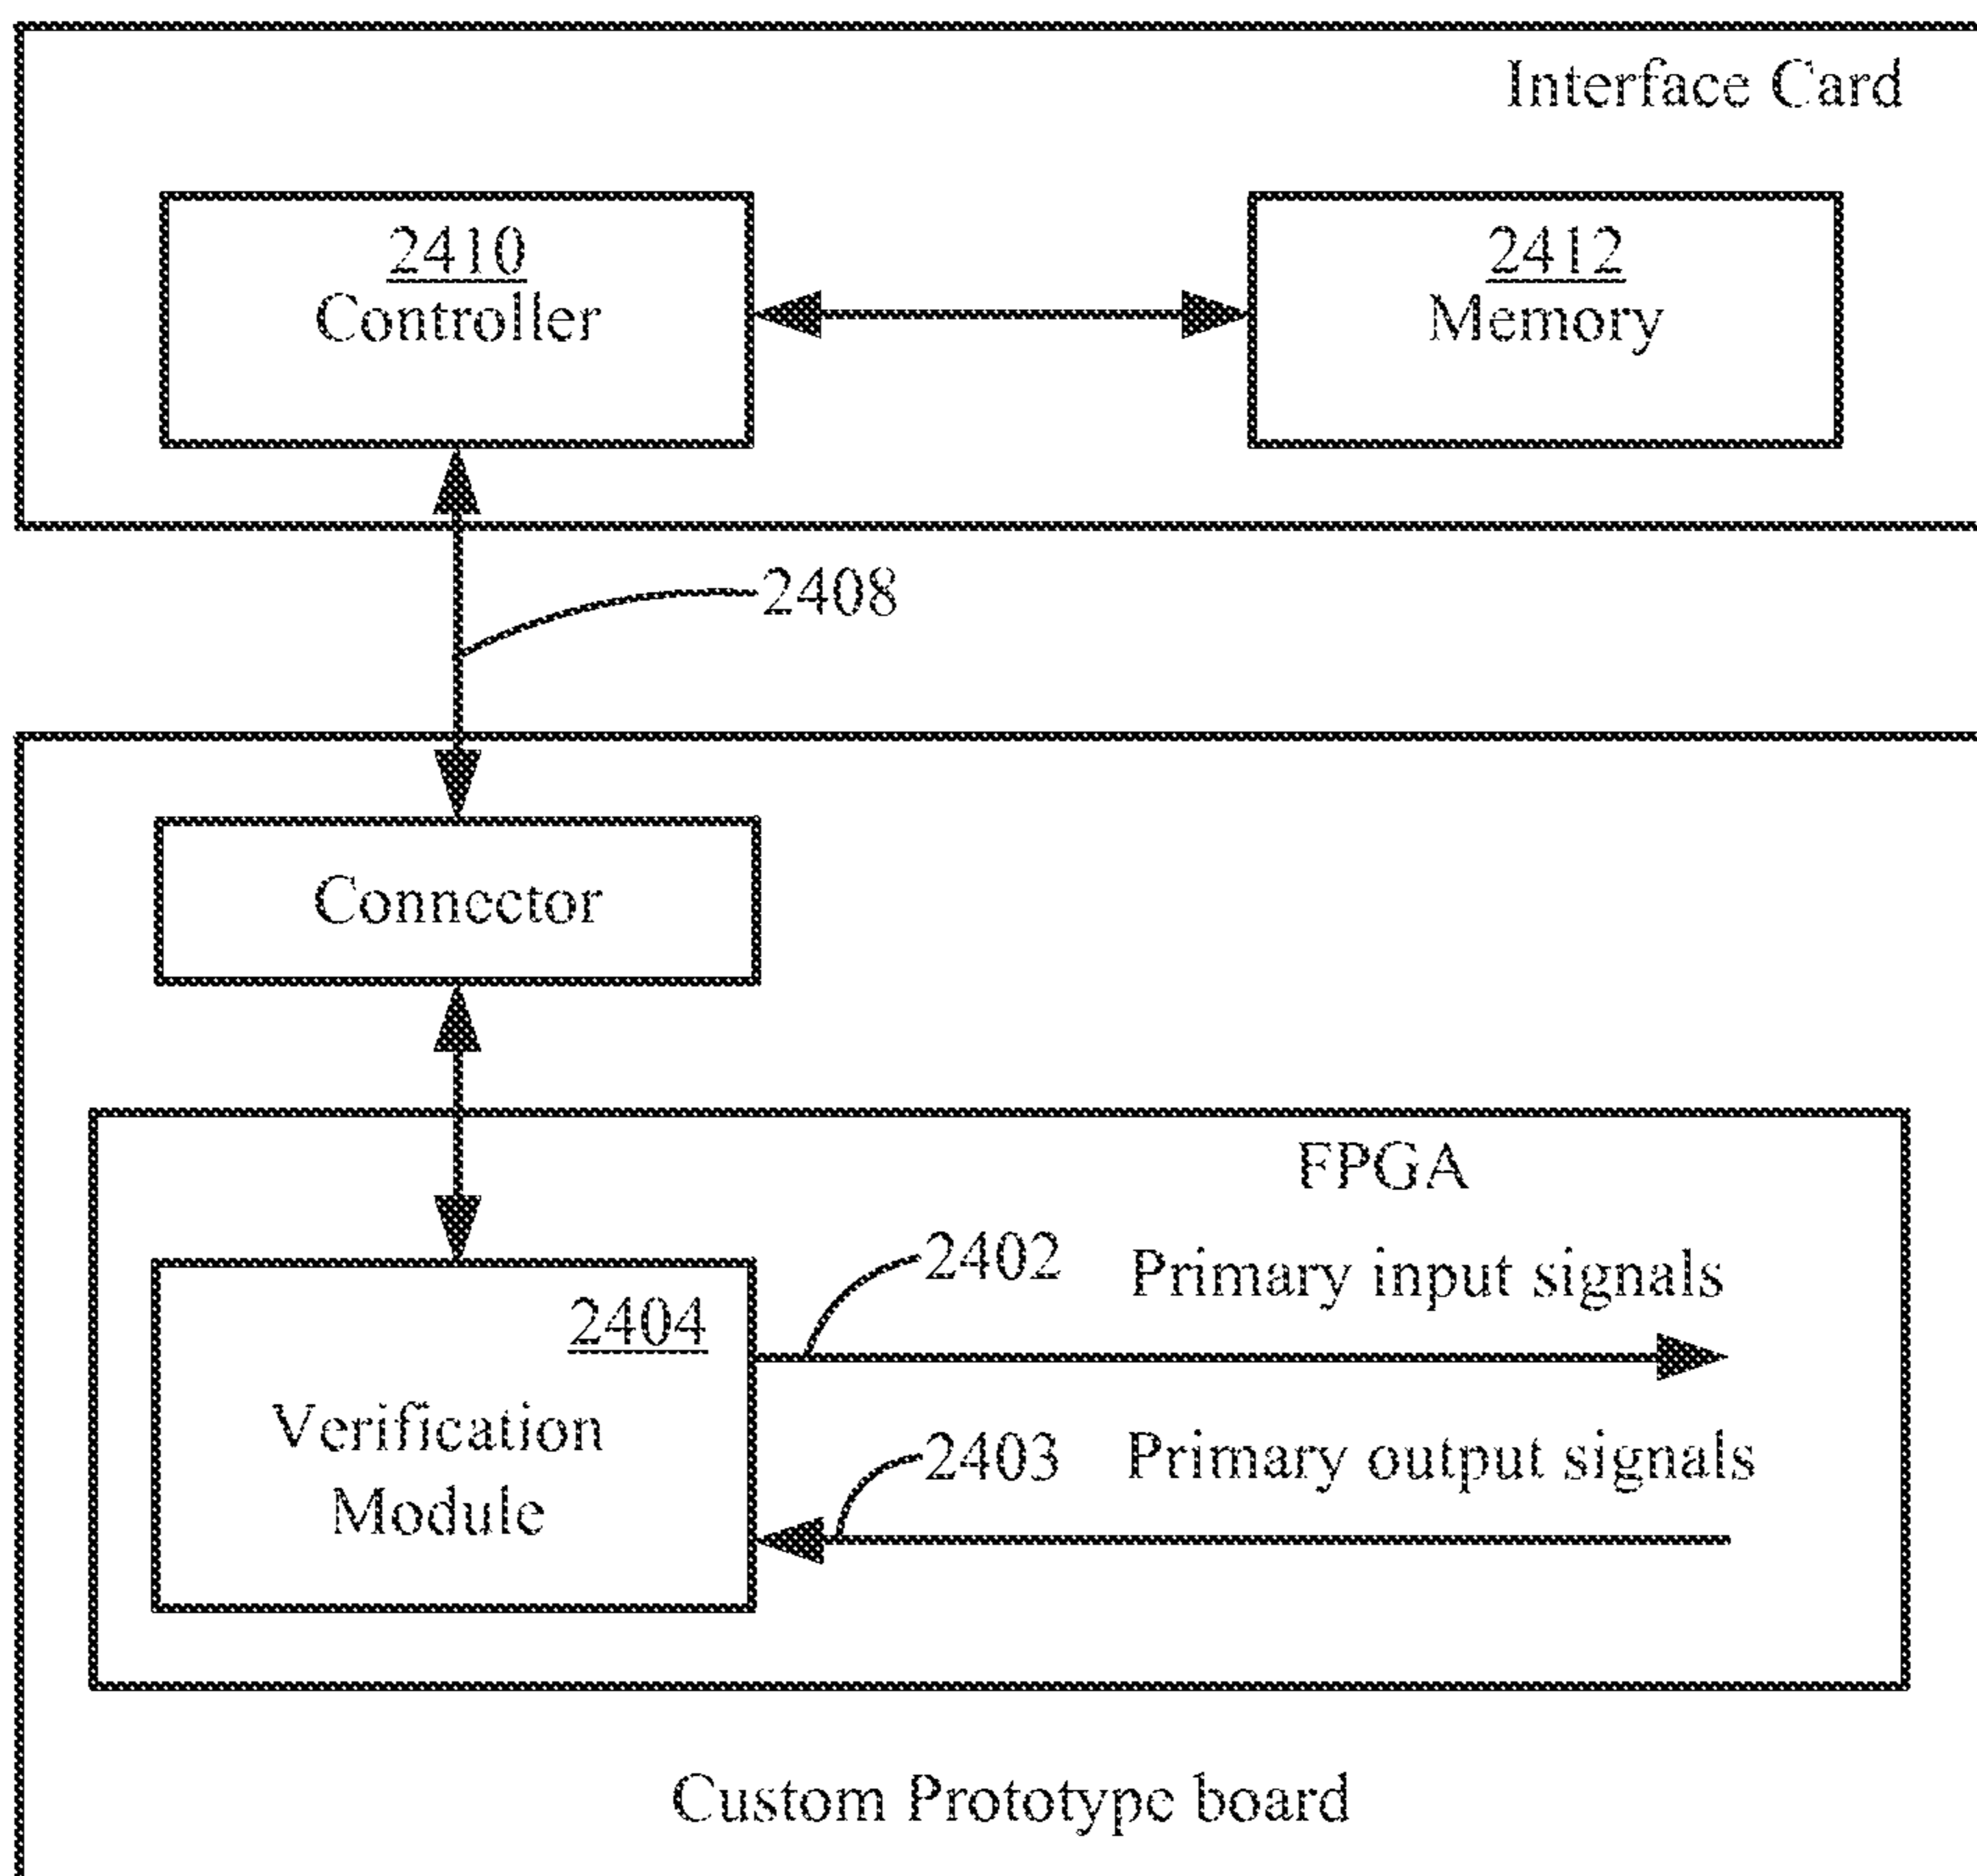 Interface Card
2410
Controller
2412
Memory
2408
Connector
FPGA
2402
Primary input signals
2404
Verification
Module
2403
Primary output signals
Custom Prototype board